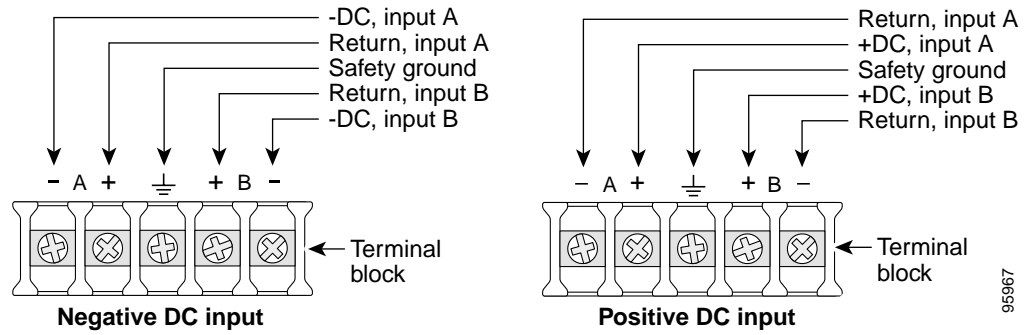 -DC, input A
Return, input A
Safety ground
Return, input B
-DC, input B
- A + + B -
Terminal
block
Negative DC input
Return, input A
+DC, input A
Safety ground
+DC, input B
Return, input B
- A + + B -
Terminal
block
Positive DC input
95967